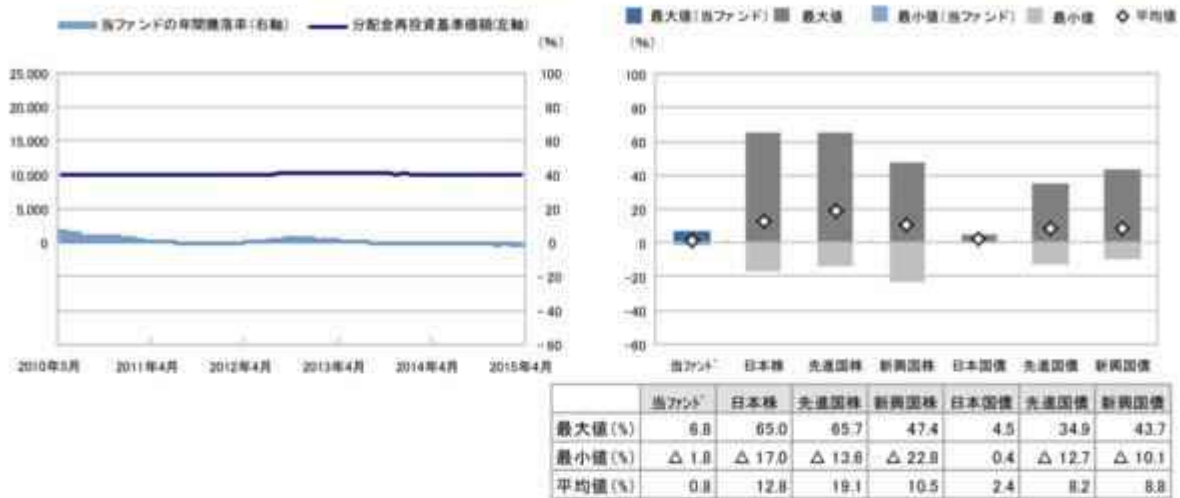 当ファンドの年間騰落率(右軸) 分配金再投資基準価額(左軸)
(%)
25,000 100
20,000 80
15,000 60
10,000 40
5,000 20
0 0
-20
-40
-60
2010年5月 2011年4月 2012年4月 2013年4月 2014年4月 2015年4月
最大値(当ファンド) 最大値 最小値(当ファンド) 最小値 平均値
(%)
100
80
60
40
20
0
-20
-40
-60
当ファンド 日本株 先進国株 新興国株 日本国債 先進国債 新興国債
当ファンド 日本株 先進国株 新興国株 日本国債 先進国債 新興国債
最大値(%) 6.8 65.0 65.7 47.4 4.5 34.9 43.7
最小値(%) △ 1.8 △ 17.0 △ 13.6 △ 22.8 0.4 △ 12.7 △ 10.1
平均値(%) 0.8 12.8 19.1 10.5 2.4 8.2 8.8